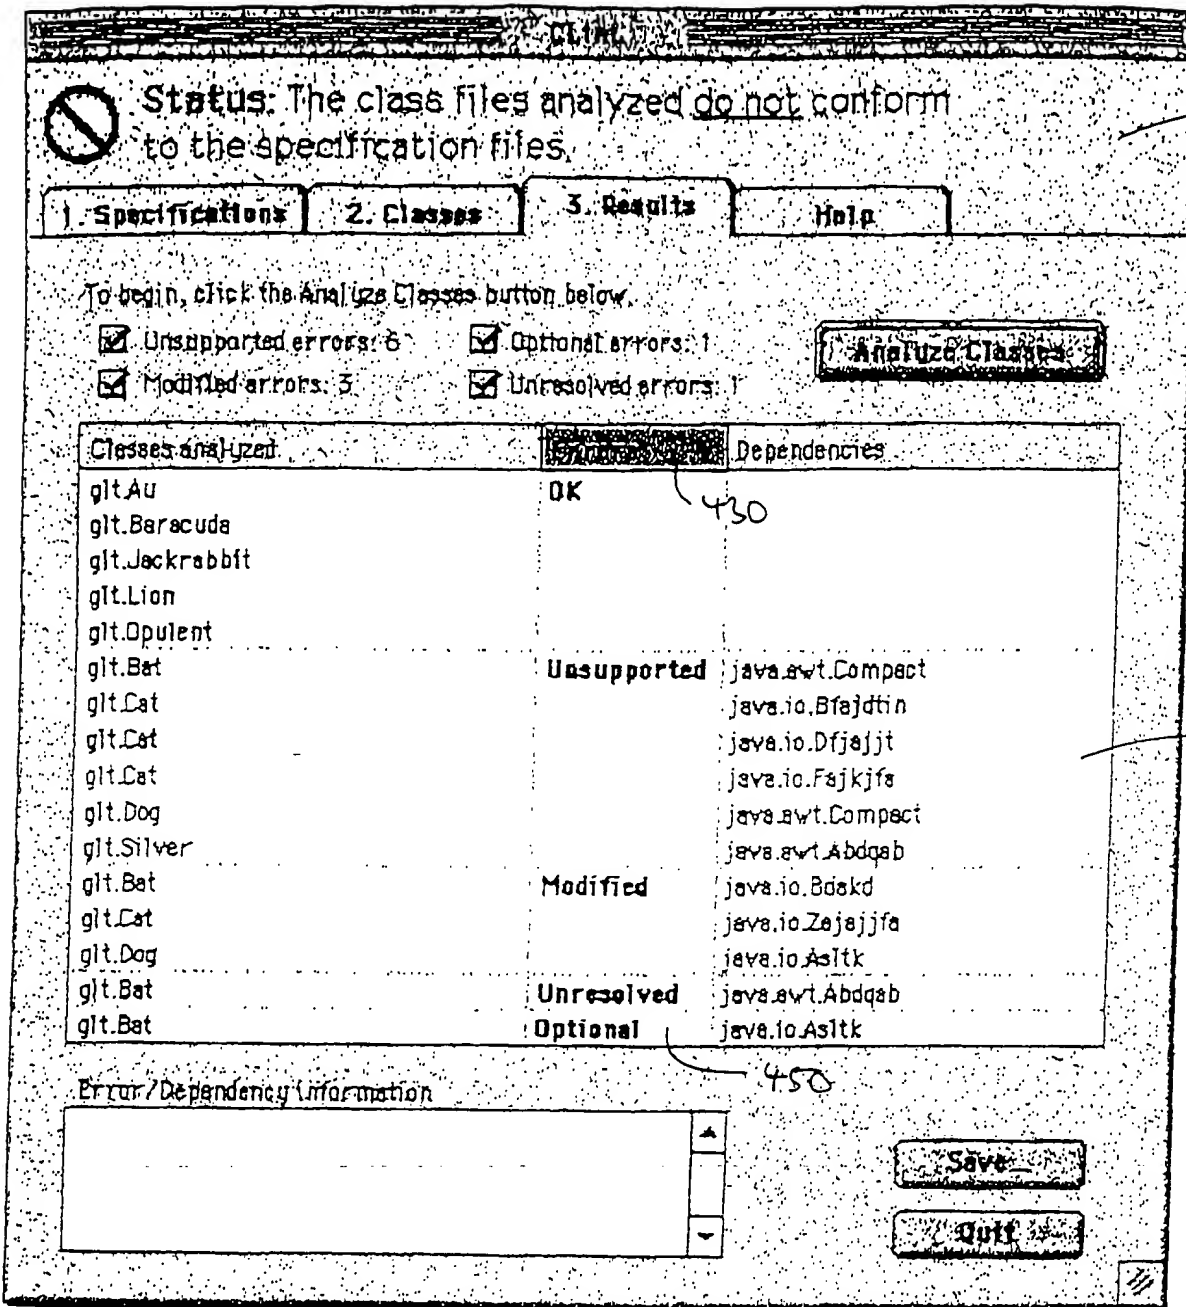 Status: The class files analyzed do not conform
to the specification files.
1. Specifications 2. Classes 3. Results Help
To begin, click the Analyze Classes button below.
Unsupported errors: 6 Optional errors: 1 Analyze Classes
Modified errors: 3 Unresolved errors: 1
Classes analyzed Dependencies
glt.Au OK
430
glt.Baracuda
glt.Jackrabbit
glt.Lion
glt.Opulent
glt.Bat Unsupported java.awt.Compact
glt.Cat java.io.Bfajdtin
glt.Cat java.io.Dfjajjt
glt.Cat java.io.Fajkjfa
glt.Dog java.awt.Compact
glt.Silver java.awt.Abdqab
glt.Bat Modified java.io.Bdakd
glt.Cat java.io.Zajajjfa
glt.Dog java.io.Asltk
glt.Bat Unresolved java.awt.Abdqab
glt.Bat Optional java.io.Asltk
450
Error/Dependency Information
Save
Quit